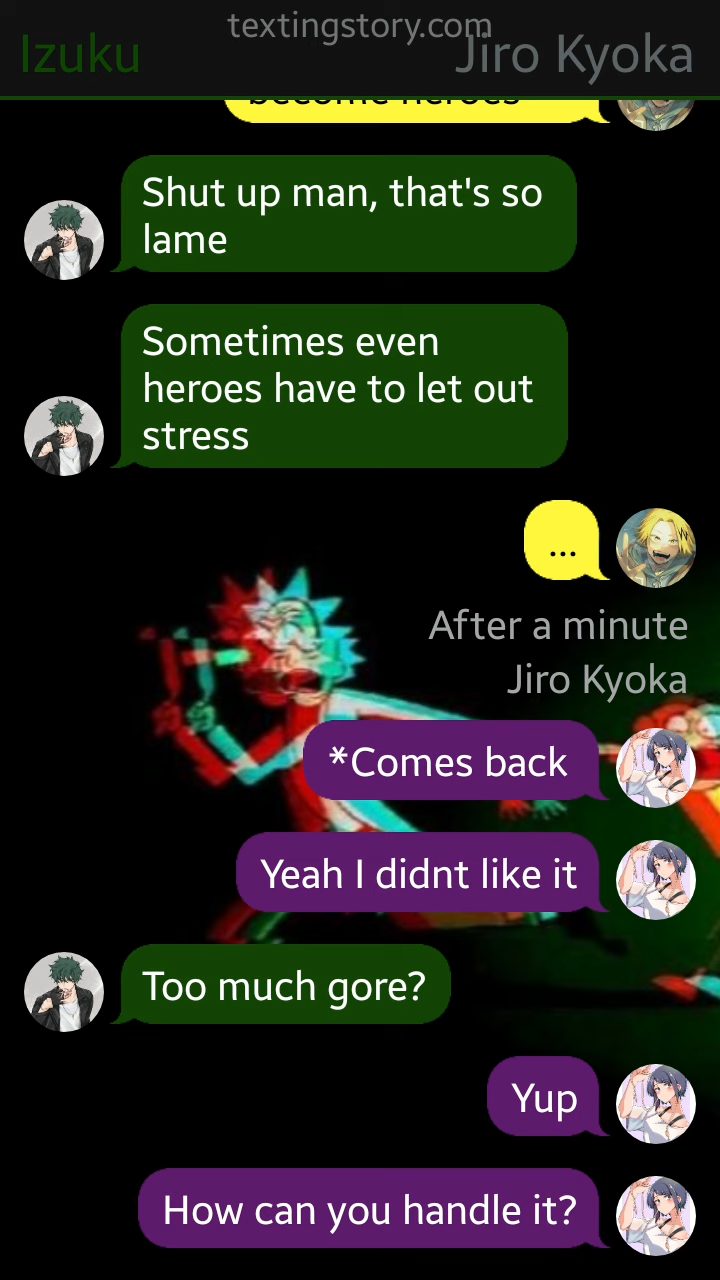 textingstory.com
Izuku
Jiro Kyoka
become heroes
Shut up man, that's so
lame
Sometimes even
heroes have to let out
stress
...
After a minute
Jiro Kyoka
*Comes back
Yeah I didnt like it
Too much gore?
Yup
How can you handle it?